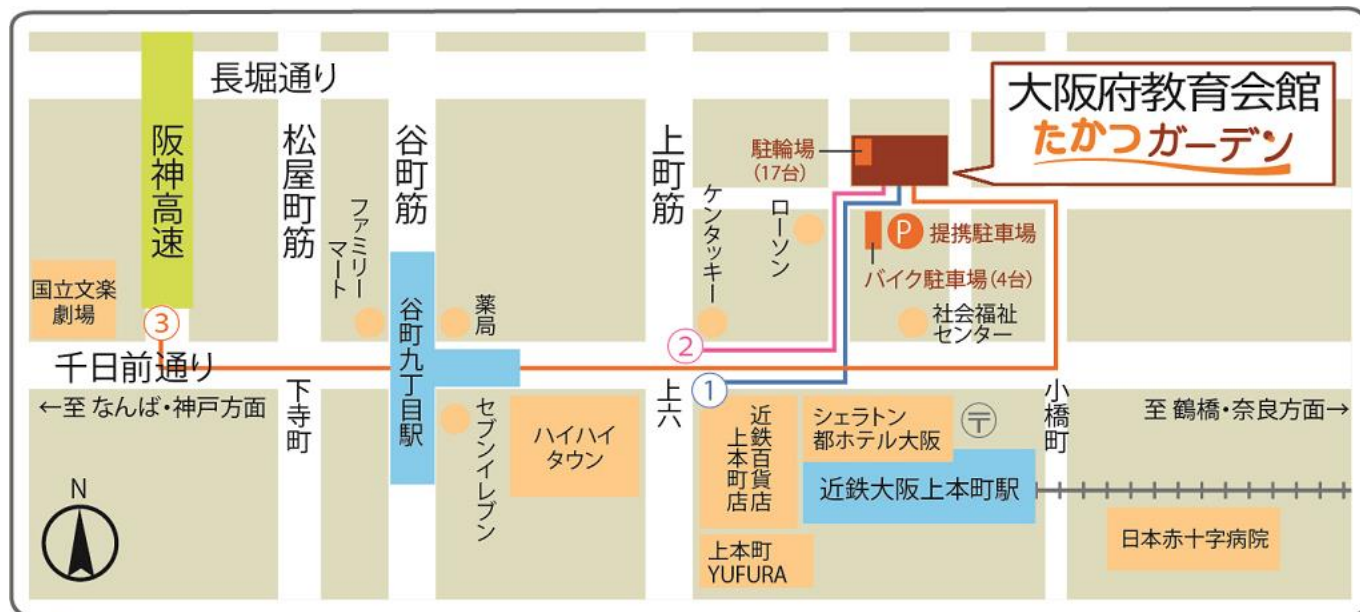 長堀通り
大阪府教育会館
たかつガーデン
阪神高速
松屋町筋
谷町筋
上町筋
駐輪場
(17台)
ケンタッキー
ローソン
P 提携駐車場
バイク駐車場(4台)
ファミリー
マート
国立文楽
劇場
③
谷町九丁目駅
薬局
②
社会福祉
センター
千日前通り
←至 なんば・神戸方面
下寺町
セブンイレブン
ハイハイ
タウン
上六
①
近鉄百貨店
上本町店
シェラトン
都ホテル大阪
〒
小橋町
至 鶴橋・奈良方面→
近鉄大阪上本町駅
N
上本町
YUFURA
日本赤十字病院